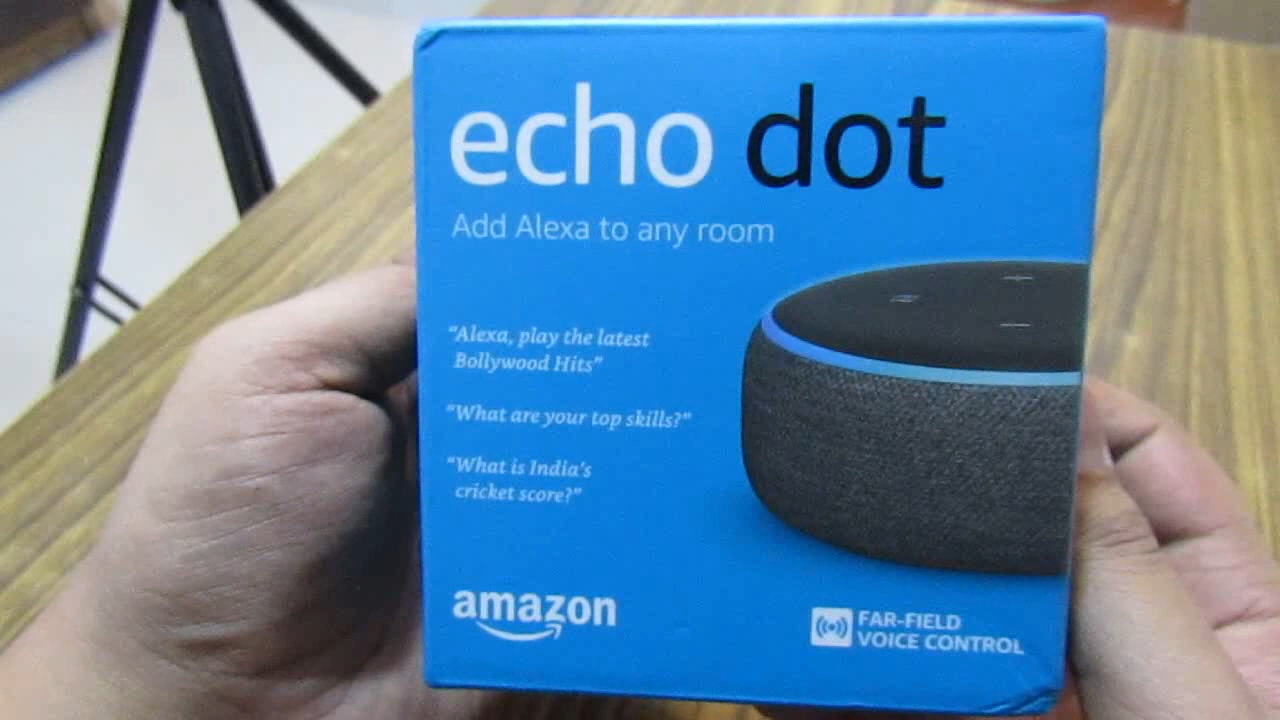 echo dot
Add Alexa to any room
“Alexa, play the latest
Bollywood Hits”
“What are your top skills?”
“What is India's
cricket score?”
amazon
FAR-FIELD
VOICE CONTROL